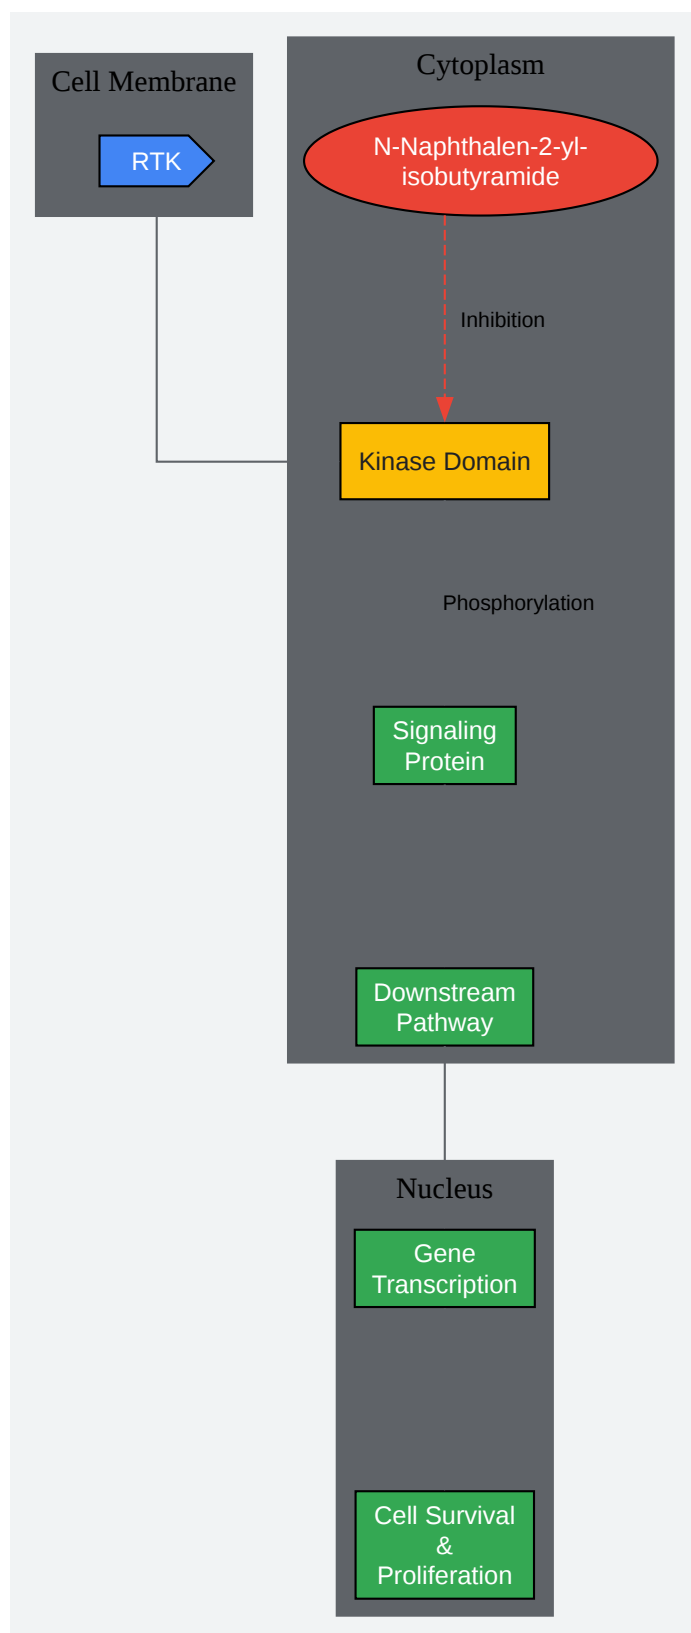 Cell Membrane
RTK
Cytoplasm
N-Naphthalen-2-yl-
isobutyramide
Inhibition
Kinase Domain
Phosphorylation
Signaling
Protein
Downstream
Pathway
Nucleus
Gene
Transcription
Cell Survival
&
Proliferation